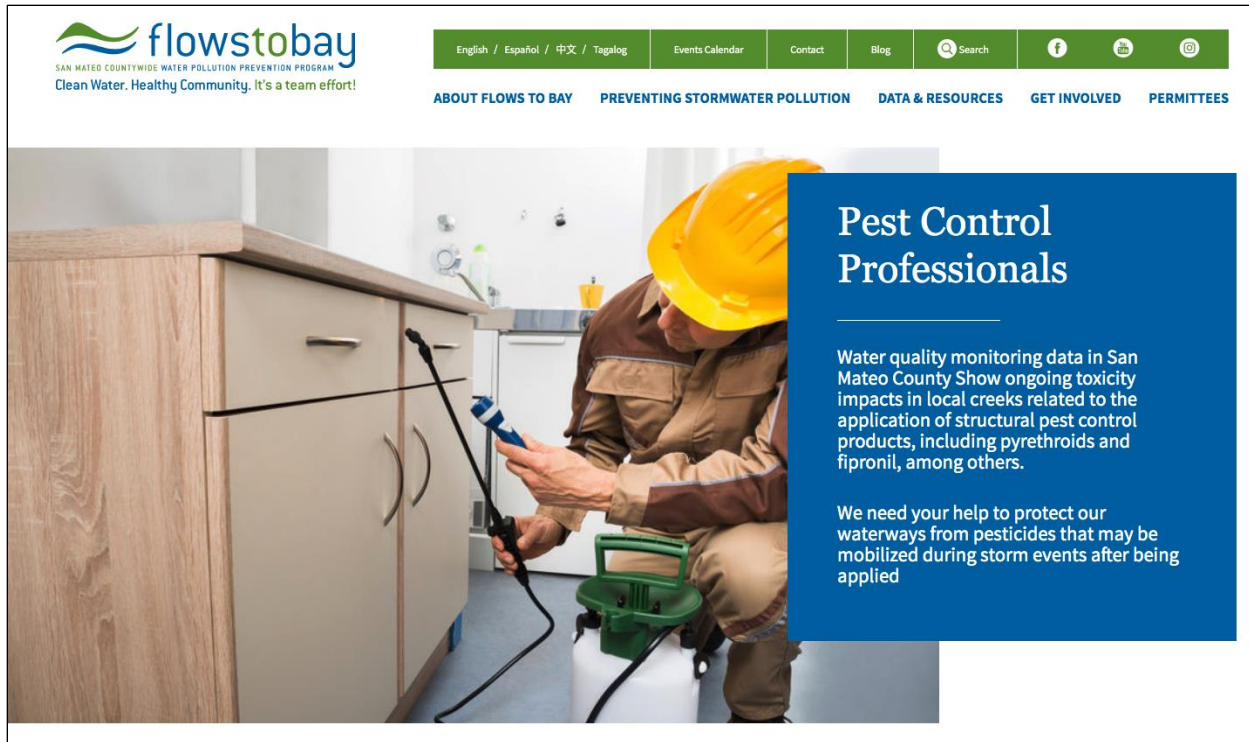 flowstobay
SAN MATEO COUNTYWIDE WATER POLLUTION PREVENTION PROGRAM
Clean Water. Healthy Community. It's a team effort!
English / Español / 中文 / Tagalog
Events Calendar
Contact
Blog
Search
ABOUT FLOWS TO BAY
PREVENTING STORMWATER POLLUTION
DATA & RESOURCES
GET INVOLVED
PERMITTEES
Pest Control
Professionals
Water quality monitoring data in San
Mateo County Show ongoing toxicity
impacts in local creeks related to the
application of structural pest control
products, including pyrethroids and
fipronil, among others.
We need your help to protect our
waterways from pesticides that may be
mobilized during storm events after being
applied